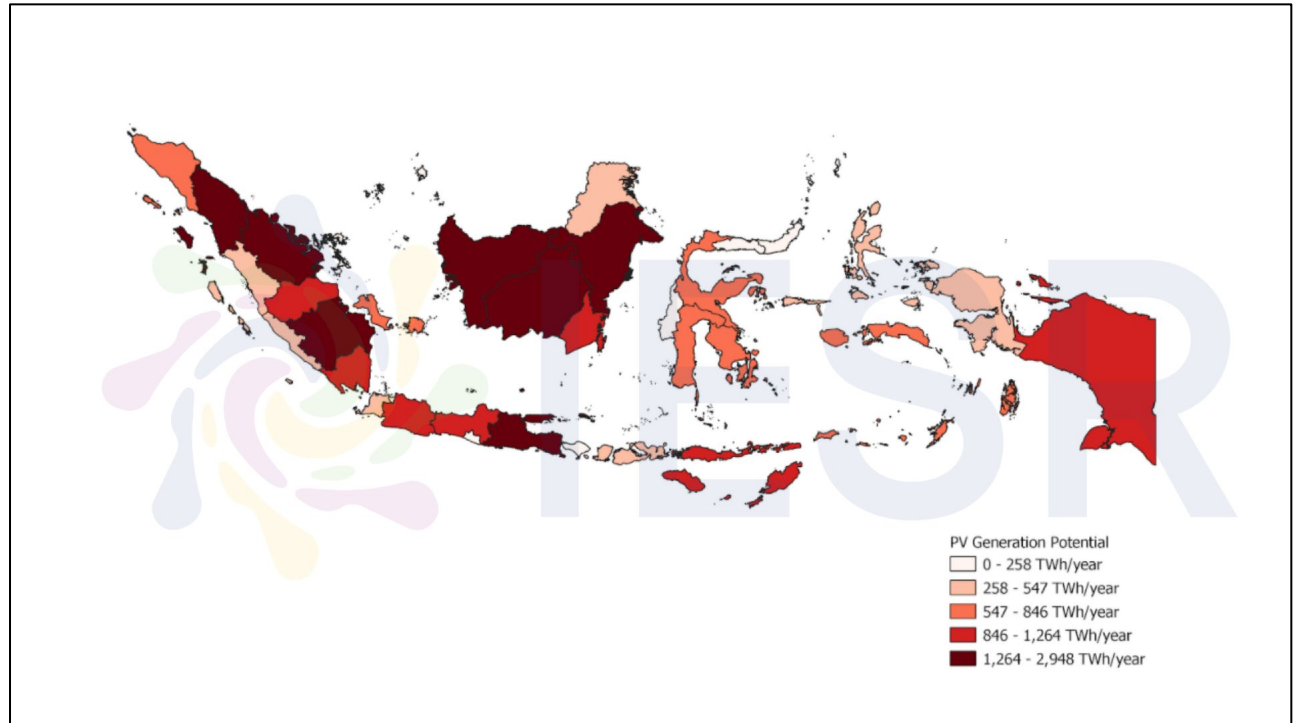 IESR
PV Generation Potential
0 - 258 TWh/year
258 - 547 TWh/year
547 - 846 TWh/year
846 - 1,264 TWh/year
1,264 - 2,948 TWh/year